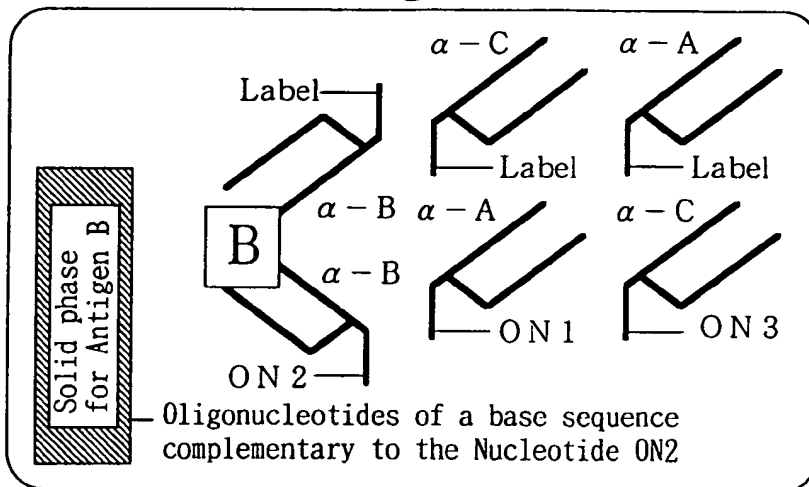 α-C
α-A
Label
Label
Label
α-B
α-A
α-C
B
α-B
Solid phase
for Antigen B
ON1
ON3
ON2
Oligonucleotides of a base sequence
complementary to the Nucleotide ON2